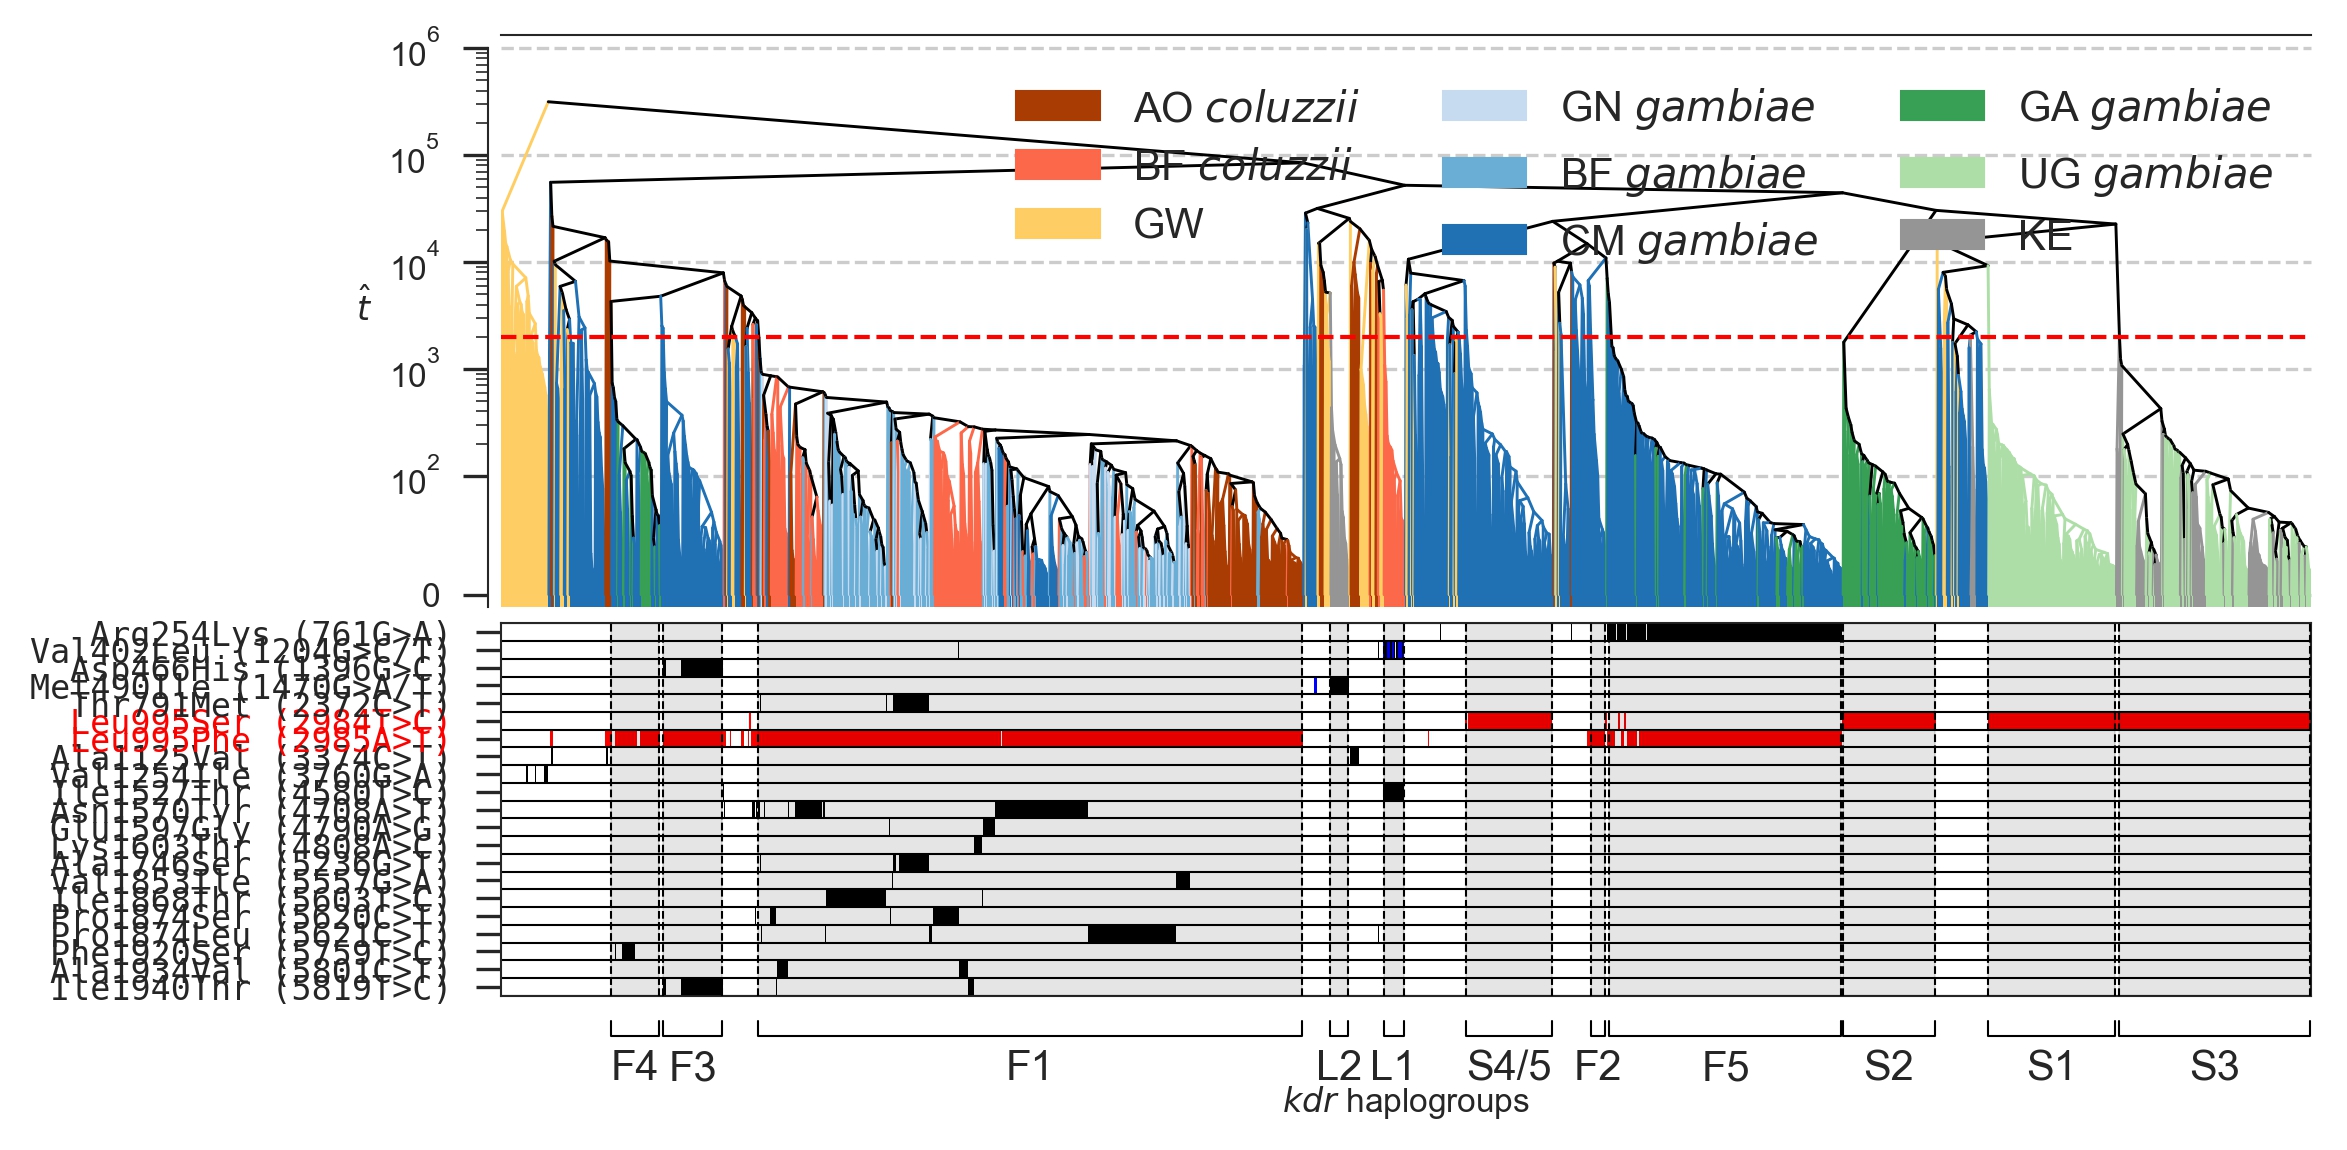 10^6
10^5
10^4
10^3
10^2
0
t̂
AO coluzzii
BF coluzzii
GW
GN gambiae
BF gambiae
CM gambiae
GA gambiae
UG gambiae
KE
Arg254Lys (761G>A)
Val402Leu (1204G>C/T)
Asp466His (1396G>C)
Met490Ile (1470G>A/T)
Thr791Met (2372C>T)
Leu995Ser (2984T>C)
Leu995Phe (2985A>T)
Ala1125Val (3374C>T)
Val1254Ile (3760G>A)
Ile1527Thr (4580T>C)
Asn1570Tyr (4708A>T)
Glu1597Gly (4790A>G)
Lys1603Thr (4808A>C)
Ala1746Ser (5236G>T)
Val1853Ile (5557G>A)
Ile1868Thr (5603T>C)
Pro1874Ser (5620C>T)
Pro1874Leu (5621C>T)
Phe1920Ser (5759T>C)
Ala1934Val (5801C>T)
Ile1940Thr (5819T>C)
F4 F3 F1 L2 L1 S4/5 F2 F5 S2 S1 S3
kdr haplogroups